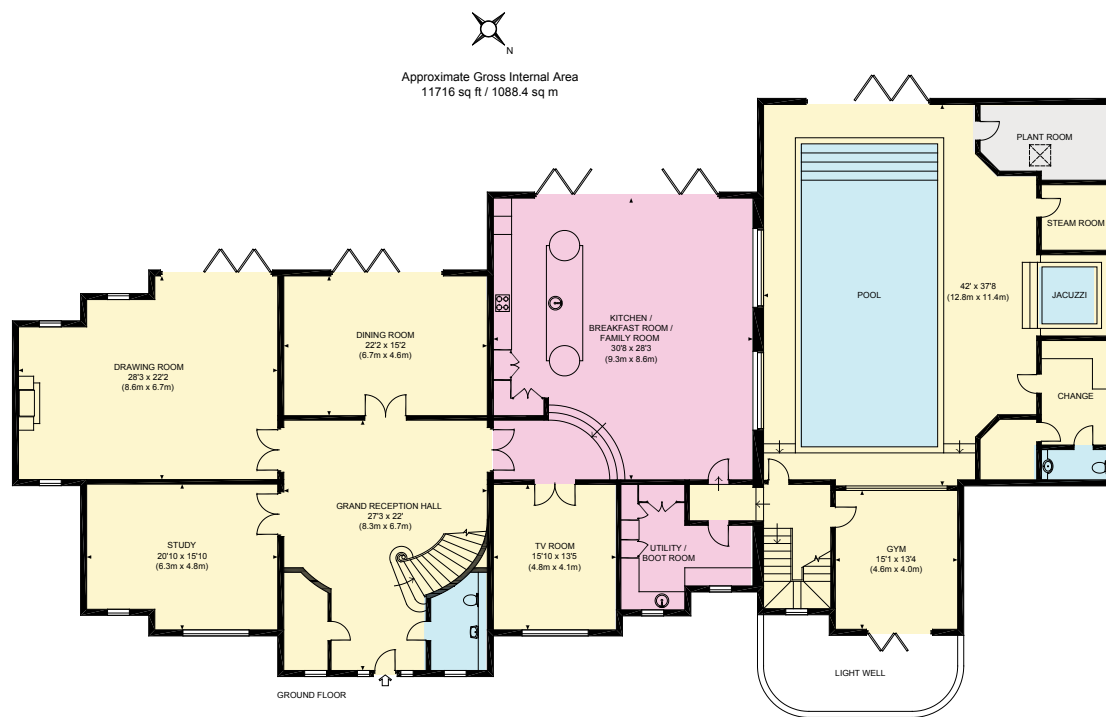 N
Approximate Gross Internal Area
11716 sq ft / 1088.4 sq m
PLANT ROOM
STEAM ROOM
42' x 37'8
(12.8m x 11.4m)
POOL
JACUZZI
KITCHEN /
BREAKFAST ROOM /
FAMILY ROOM
30'8 x 28'3
(9.3m x 8.6m)
DINING ROOM
22'2 x 15'2
(6.7m x 4.6m)
DRAWING ROOM
28'3 x 22'2
(8.6m x 6.7m)
CHANGE
GRAND RECEPTION HALL
27'3 x 22'
(8.3m x 6.7m)
STUDY
20'10 x 15'10
(6.3m x 4.8m)
TV ROOM
15'10 x 13'5
(4.8m x 4.1m)
UTILITY /
BOOT ROOM
GYM
15'1 x 13'4
(4.6m x 4.0m)
LIGHT WELL
GROUND FLOOR